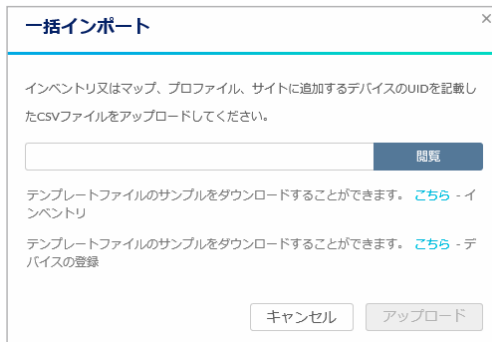 一括インポート
×
インベントリ又はマップ、プロファイル、サイトに追加するデバイスのUIDを記載し
たCSVファイルをアップロードしてください。
閲覧
テンプレートファイルのサンプルをダウンロードすることができます。 こちら - イ
ンベントリ
テンプレートファイルのサンプルをダウンロードすることができます。 こちら - デ
バイスの登録
キャンセル
アップロード